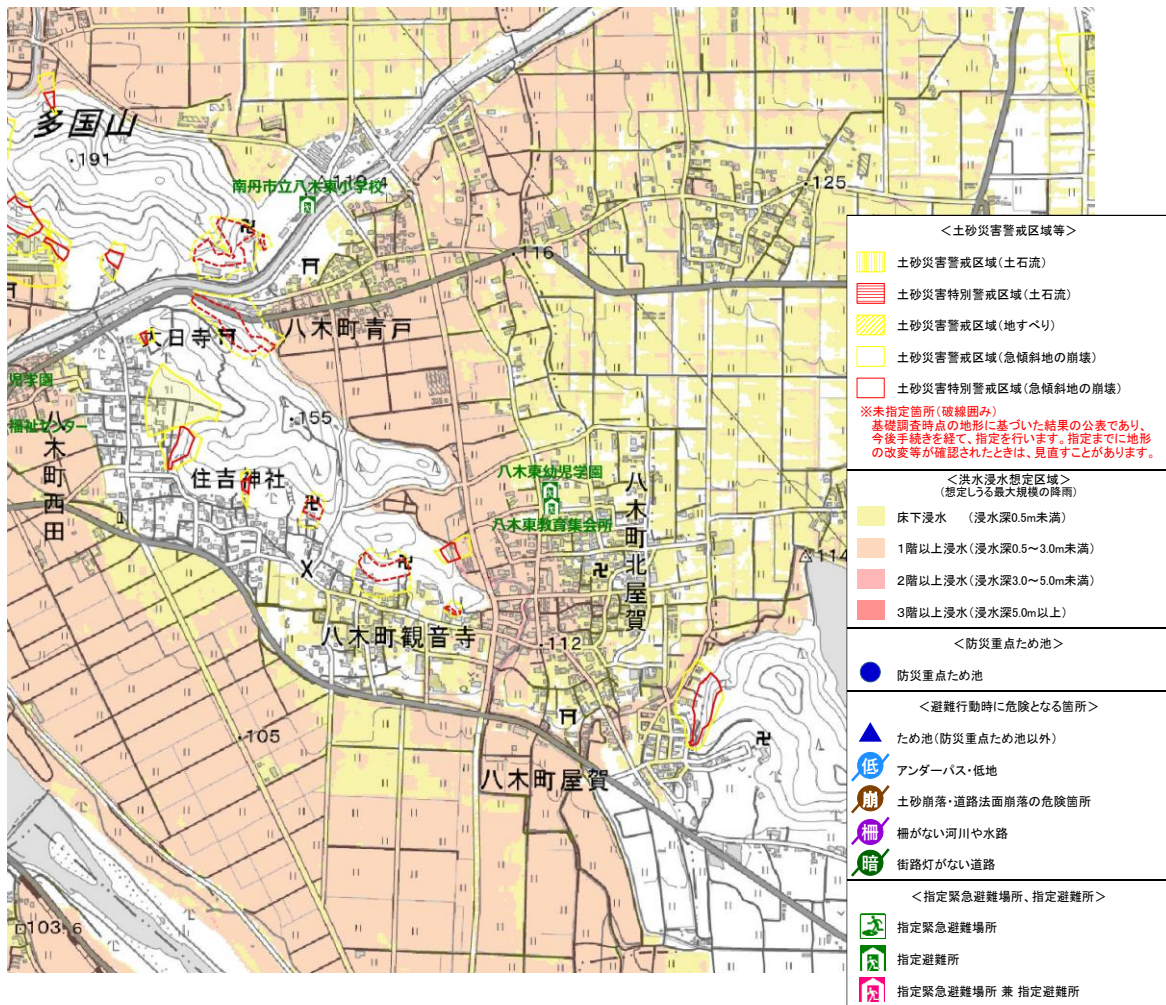 多国山
・191
南丹市立八木東小学校
・125
・116
八木町青戸
大日寺
児学園
福祉センター
八木町西田
・155
住吉神社
八木東幼児学園
八木東教育集会所
八木町北屋賀
△114
八木町観音寺
・112
・105
八木町屋賀
□103.6
＜土砂災害警戒区域等＞
土砂災害警戒区域（土石流）
土砂災害特別警戒区域（土石流）
土砂災害警戒区域（地すべり）
土砂災害警戒区域（急傾斜地の崩壊）
土砂災害特別警戒区域（急傾斜地の崩壊）
※未指定箇所（破線囲み）
基礎調査時点の地形に基づいた結果の公表であり、
今後手続きを経て、指定を行います。指定までに地形
の改変等が確認されたときは、見直すことがあります。
＜洪水浸水想定区域＞
（想定しうる最大規模の降雨）
床下浸水　（浸水深0.5m未満）
1階以上浸水（浸水深0.5～3.0m未満）
2階以上浸水（浸水深3.0～5.0m未満）
3階以上浸水（浸水深5.0m以上）
＜防災重点ため池＞
防災重点ため池
＜避難行動時に危険となる箇所＞
ため池（防災重点ため池以外）
低 アンダーパス・低地
崩 土砂崩落・道路法面崩落の危険箇所
柵 柵がない河川や水路
暗 街路灯がない道路
＜指定緊急避難場所、指定避難所＞
指定緊急避難場所
指定避難所
指定緊急避難場所 兼 指定避難所